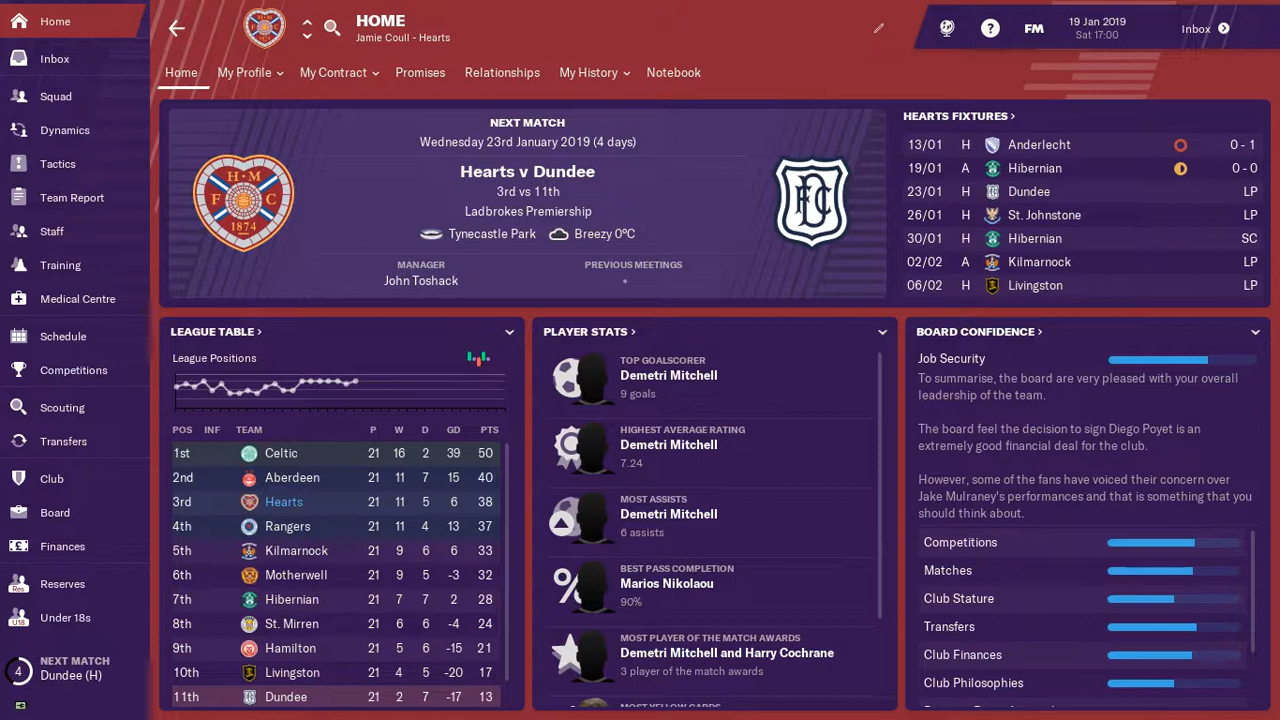 Home
Inbox
Squad
Dynamics
Tactics
Team Report
Staff
Training
Medical Centre
Schedule
Competitions
Scouting
Transfers
Club
Board
Finances
Reserves
Under 18s
4
NEXT MATCH
Dundee (H)
HOME
Jamie Coull - Hearts
FM
19 Jan 2019
Sat 17:00
Inbox
Home My Profile My Contract Promises Relationships My History Notebook
NEXT MATCH
Wednesday 23rd January 2019 (4 days)
Hearts v Dundee
3rd vs 11th
Ladbrokes Premiership
Tynecastle Park Breezy 0ºC
MANAGER
John Toshack
PREVIOUS MEETINGS
H M
F C
1874
HEARTS FIXTURES
13/01 H Anderlecht 0 - 1
19/01 A Hibernian 0 - 0
23/01 H Dundee LP
26/01 H St. Johnstone LP
30/01 H Hibernian SC
02/02 A Kilmarnock LP
06/02 H Livingston LP
LEAGUE TABLE
League Positions
POS INF TEAM P W D GD PTS
1st Celtic 21 16 2 39 50
2nd Aberdeen 21 11 7 15 40
3rd Hearts 21 11 5 6 38
4th Rangers 21 11 4 13 37
5th Kilmarnock 21 9 6 6 33
6th Motherwell 21 9 5 -3 32
7th Hibernian 21 7 7 2 28
8th St. Mirren 21 6 6 -4 24
9th Hamilton 21 5 6 -15 21
10th Livingston 21 4 5 -20 17
11th Dundee 21 2 7 -17 13
PLAYER STATS
TOP GOALSCORER
Demetri Mitchell
9 goals
HIGHEST AVERAGE RATING
Demetri Mitchell
7.24
MOST ASSISTS
Demetri Mitchell
6 assists
BEST PASS COMPLETION
Marios Nikolaou
90%
MOST PLAYER OF THE MATCH AWARDS
Demetri Mitchell and Harry Cochrane
3 player of the match awards
MOST YELLOW CARDS
BOARD CONFIDENCE
Job Security
To summarise, the board are very pleased with your overall
leadership of the team.
The board feel the decision to sign Diego Poyet is an
extremely good financial deal for the club.
However, some of the fans have voiced their concern over
Jake Mulraney's performances and that is something that you
should think about.
Competitions
Matches
Club Stature
Transfers
Club Finances
Club Philosophies